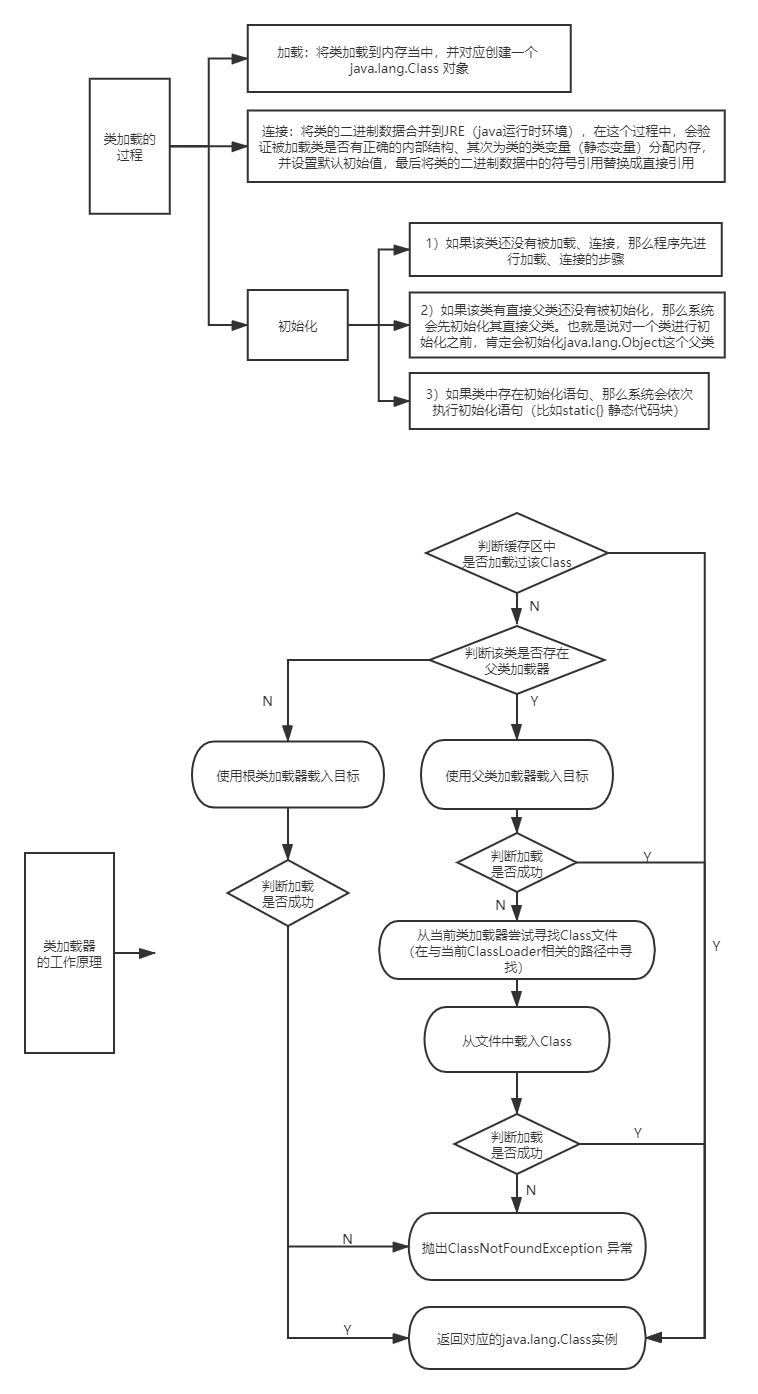 加载：将类加载到内存当中，并对应创建一个
java.lang.Class 对象
类加载的
过程
连接：将类的二进制数据合并到JRE（java运行时环境），在这个过程中，会验
证被加载类是否有正确的内部结构、其次为类的类变量（静态变量）分配内存，
并设置默认初始值，最后将类的二进制数据中的符号引用替换成直接引用
初始化
1）如果该类还没有被加载、连接，那么程序先进
行加载、连接的步骤
2）如果该类有直接父类还没有被初始化，那么系统
会先初始化其直接父类。也就是说对一个类进行初
始化之前，肯定会初始化java.lang.Object这个父类
3）如果类中存在初始化语句、那么系统会依次
执行初始化语句（比如static{} 静态代码块）
判断缓存区中
是否加载过该Class
N
判断该类是否存在
父类加载器
N
Y
使用根类加载器载入目标
使用父类加载器载入目标
判断加载
是否成功
判断加载
是否成功
Y
N
类加载器
的工作原理
从当前类加载器尝试寻找Class文件
（在与当前ClassLoader相关的路径中寻
找）
Y
从文件中载入Class
判断加载
是否成功
Y
N
N
抛出ClassNotFoundException 异常
Y
返回对应的java.lang.Class实例